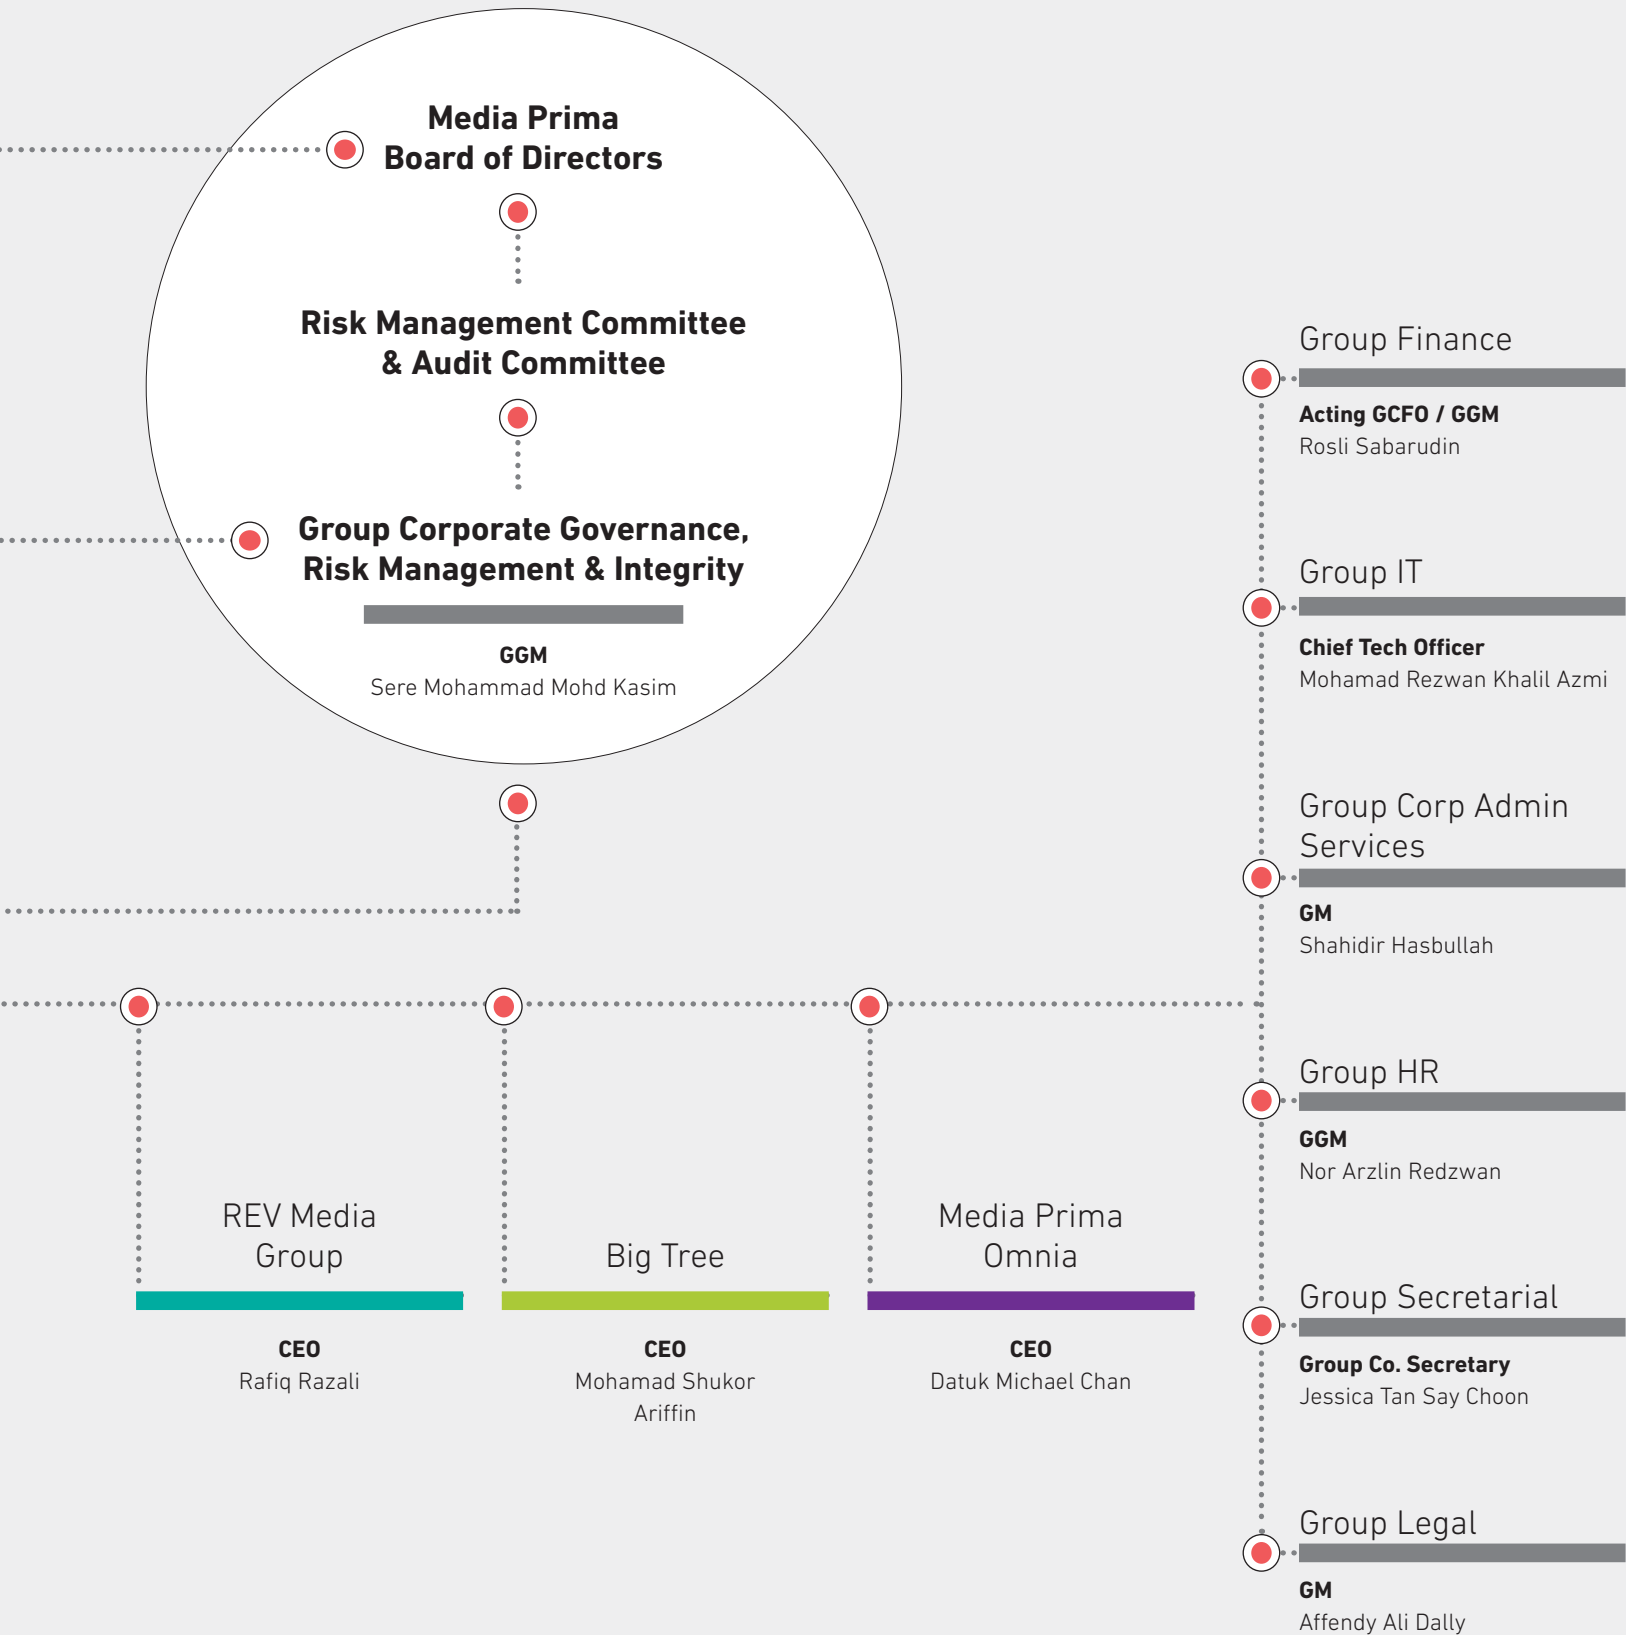 Media Prima
Board of Directors
Risk Management Committee
& Audit Committee
Group Corporate Governance,
Risk Management & Integrity
GGM
Sere Mohammad Mohd Kasim
REV Media
Group
CEO
Rafiq Razali
Big Tree
CEO
Mohamad Shukor
Ariffin
Media Prima
Omnia
CEO
Datuk Michael Chan
Group Finance
Acting GCFO / GGM
Rosli Sabarudin
Group IT
Chief Tech Officer
Mohamad Rezwan Khalil Azmi
Group Corp Admin
Services
GM
Shahidir Hasbullah
Group HR
GGM
Nor Arzlin Redzwan
Group Secretarial
Group Co. Secretary
Jessica Tan Say Choon
Group Legal
GM
Affendy Ali Dally